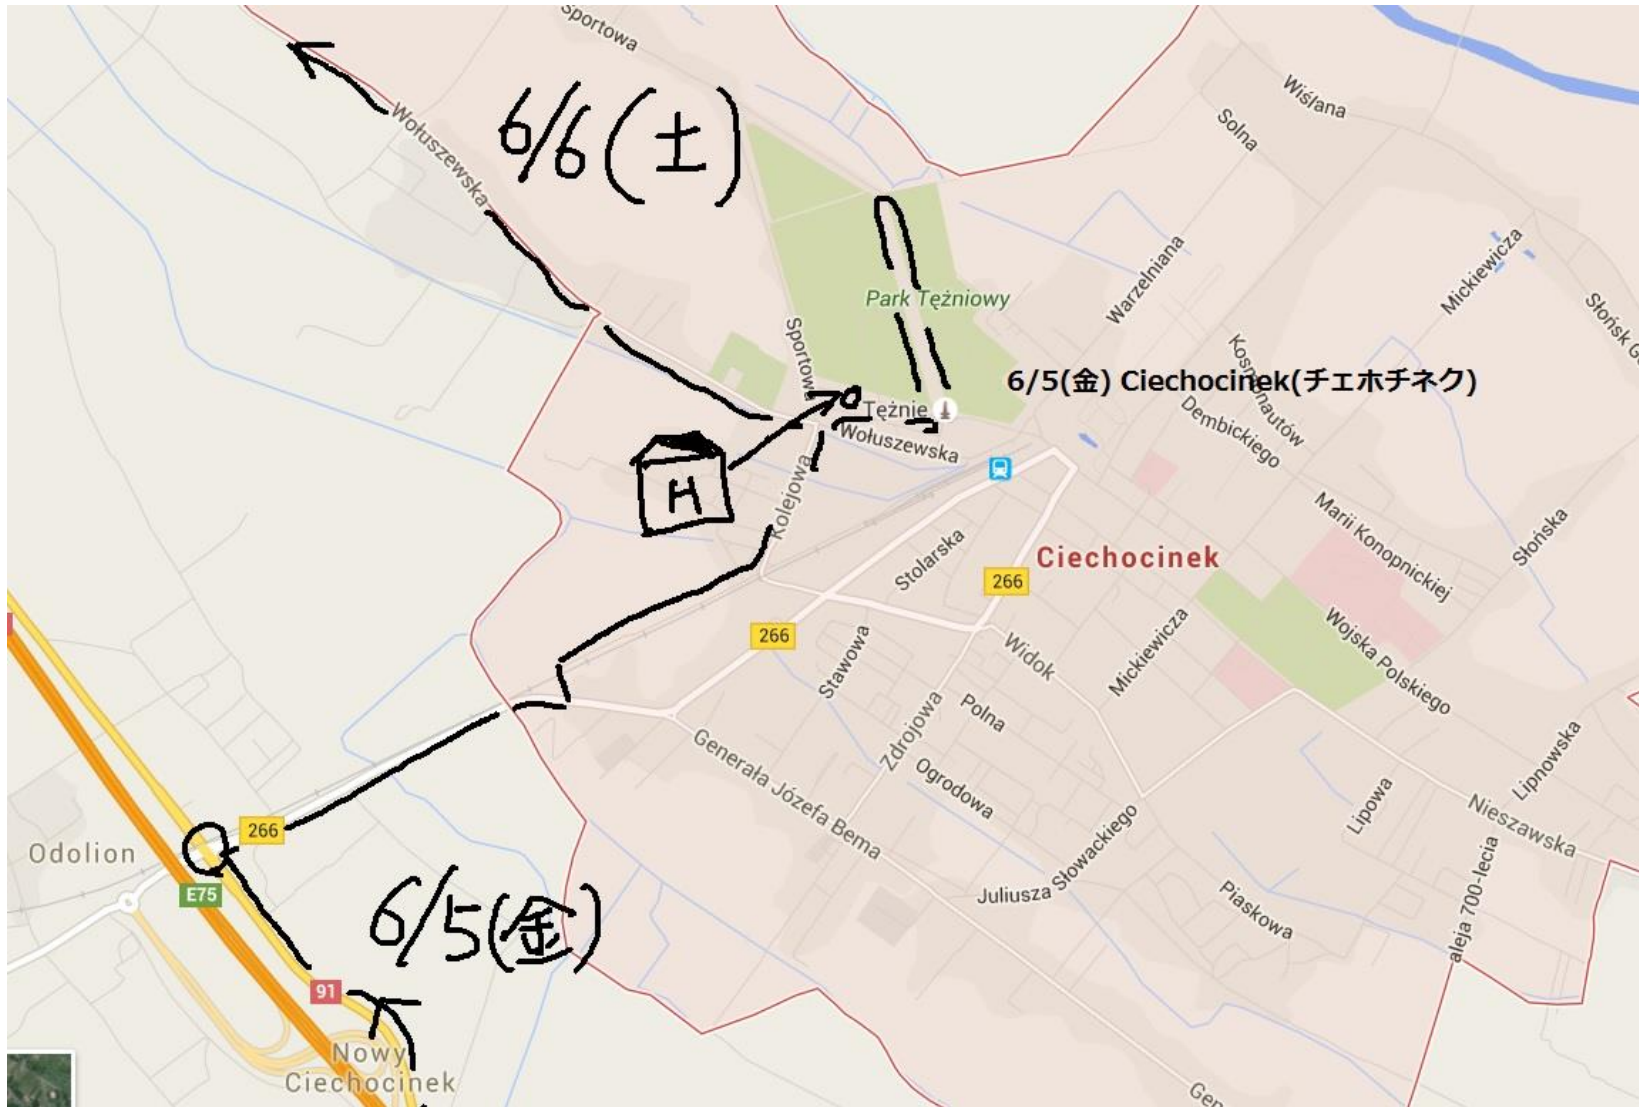 Sportowa
Wiślana
Solna
Wołuszewska
6/6(土)
Mickiewicza
Warzelniana
Park Tężniowy
Słońsk G
Sportowa
Kosmonautów
6/5(金) Ciechocinek(チェホチネク)
Tężnie
Dembickiego
Wołuszewska
H
Kolejowa
Marii Konopnickiej
Słońska
Stolarska
Ciechocinek
266
266
Stawowa
Widok
Mickiewicza
Wojska Polskiego
Zdrojowa
Polna
Generała Józefa Bema
Ogrodowa
Lipowa
Lipnowska
Nieszawska
266
Odolion
E75
6/5(金)
Juliusza Słowackiego
Piaskowa
aleja 700-lecia
91
Nowy
Ciechocinek
Gen